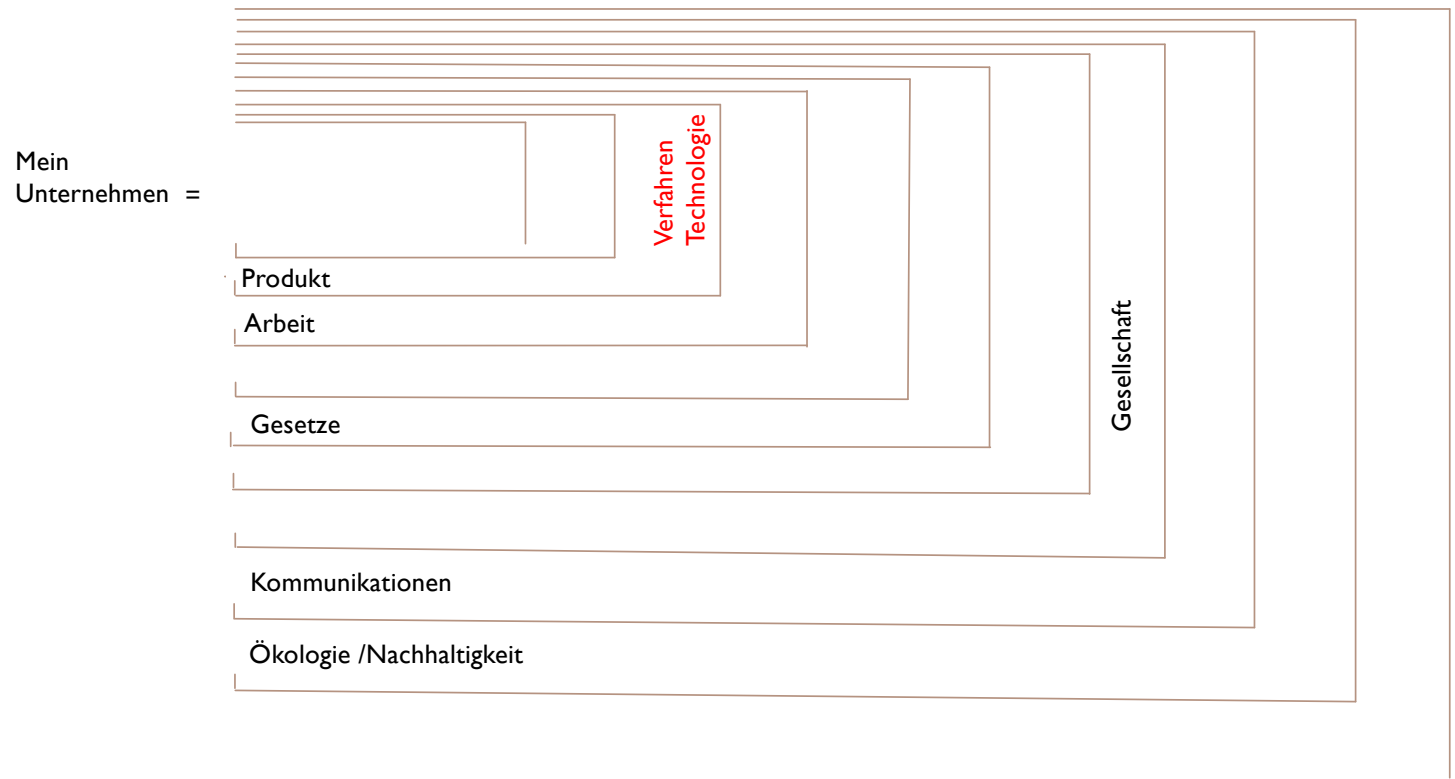 Mein
Unternehmen =
Verfahren
Technologie
Produkt
Arbeit
Gesellschaft
Gesetze
Kommunikationen
Ökologie /Nachhaltigkeit